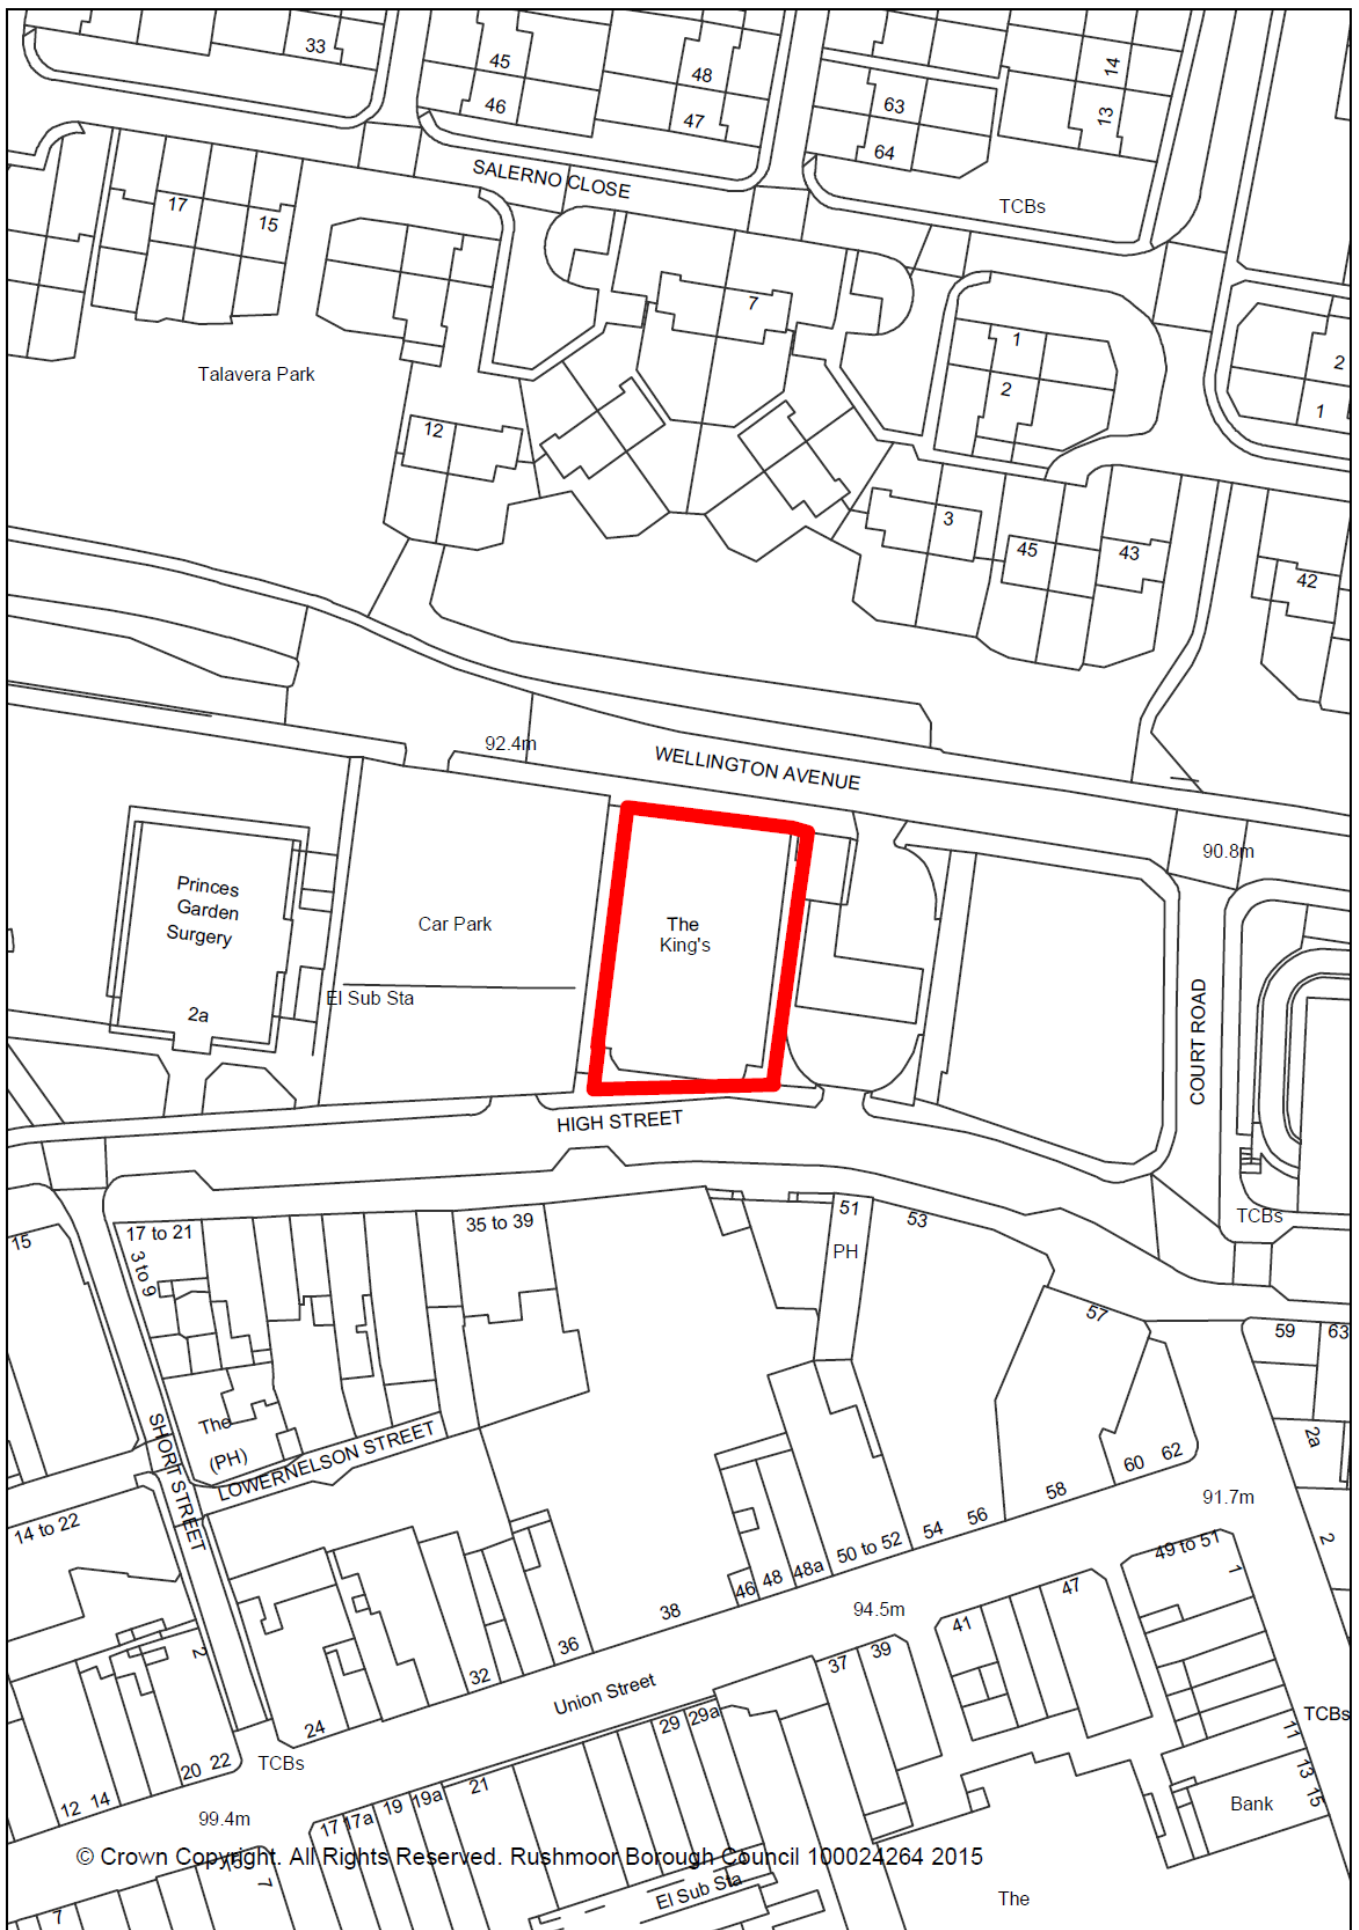 33
45
46
48
47
63
64
14
13
SALERNO CLOSE
TCBs
17
15
7
1
2
2
1
Talavera Park
12
3
45
43
42
92.4m
WELLINGTON AVENUE
90.8m
Princes
Garden
Surgery
2a
Car Park
El Sub Sta
The
King's
COURT ROAD
HIGH STREET
TCBs
15
17 to 21
3 to 9
35 to 39
51
PH
53
57
59
63
2a
The
(PH)
LOWERNELSON STREET
SHORT STREET
14 to 22
60
62
58
56
54
50 to 52
48a
48
46
91.7m
2
49 to 51
1
94.5m
47
41
39
37
38
36
32
Union Street
2
24
TCBs
22
20
14
12
29
29a
21
19a
19
17a
17
99.4m
TCBs
11
13
15
Bank
© Crown Copyright. All Rights Reserved. Rushmoor Borough Council 100024264 2015
7
7
El Sub Sta
The